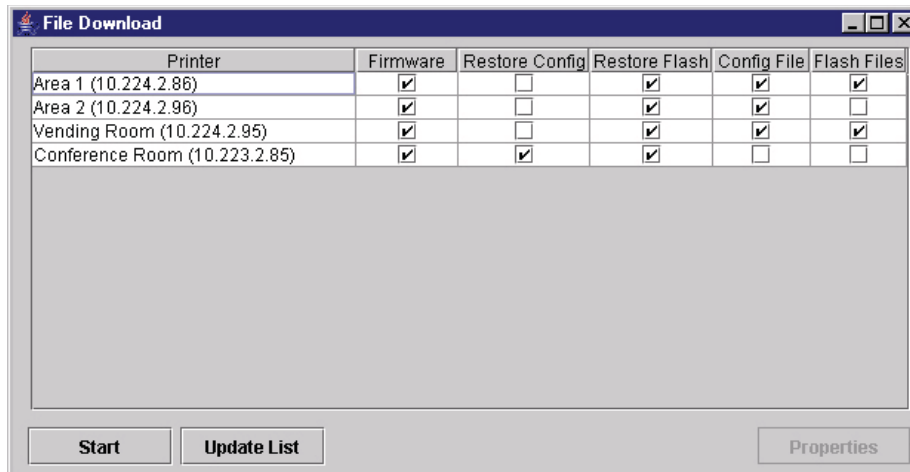 File Download
Printer Firmware Restore Config Restore Flash Config File Flash Files
Area 1 (10.224.2.86)
Area 2 (10.224.2.96)
Vending Room (10.224.2.95)
Conference Room (10.223.2.85)
Start Update List Properties